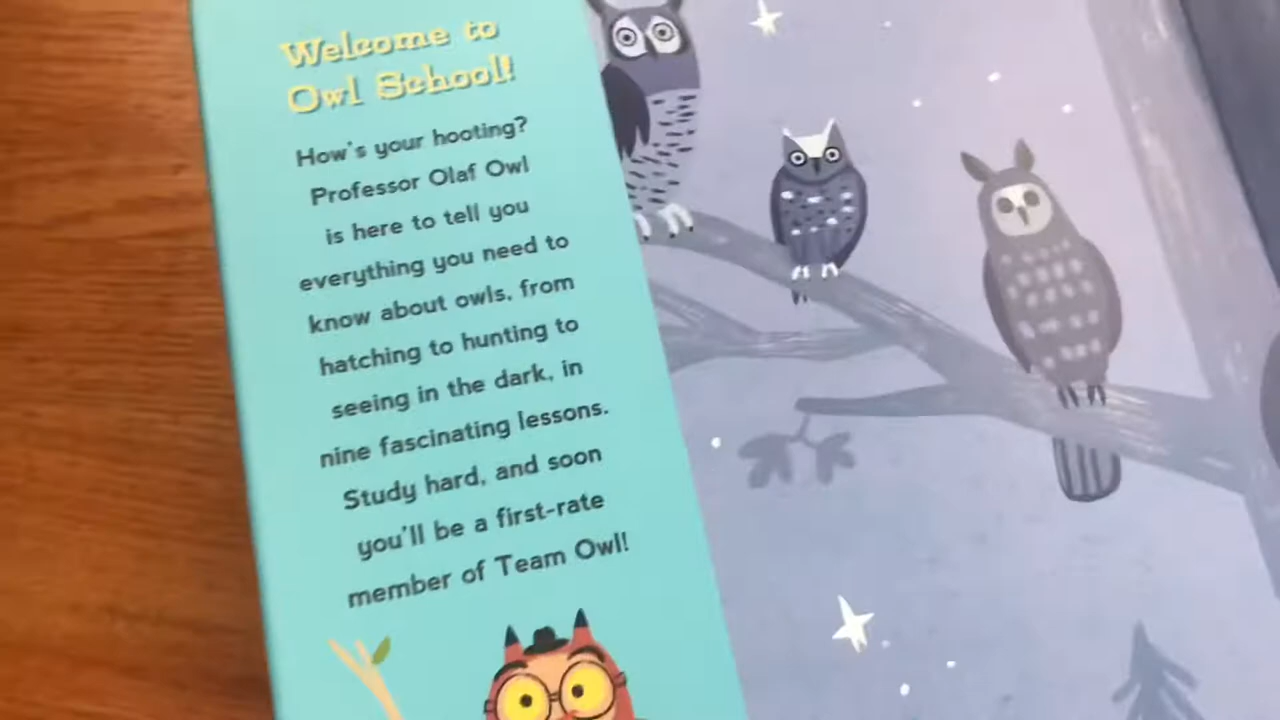 Welcome to
Owl School!
How's your hooting?
Professor Olaf Owl
is here to tell you
everything you need to
know about owls, from
hatching to hunting to
seeing in the dark, in
nine fascinating lessons.
Study hard, and soon
you'll be a first-rate
member of Team Owl!